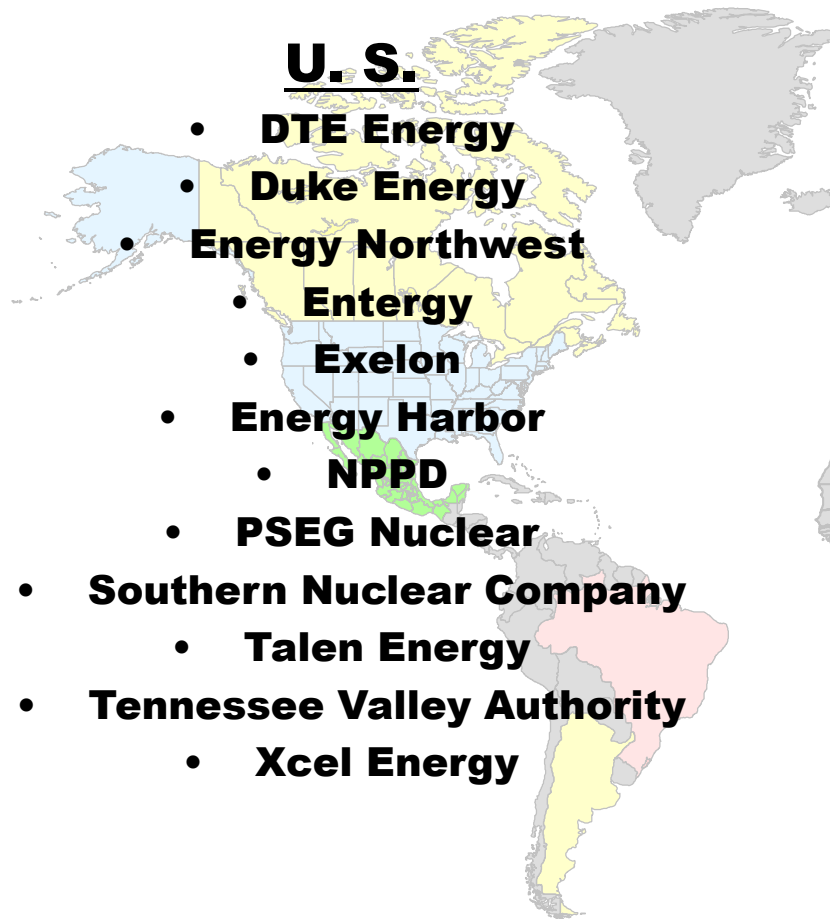 U. S.
• DTE Energy
• Duke Energy
• Energy Northwest
• Entergy
• Exelon
• Energy Harbor
• NPPD
• PSEG Nuclear
• Southern Nuclear Company
• Talen Energy
• Tennessee Valley Authority
• Xcel Energy